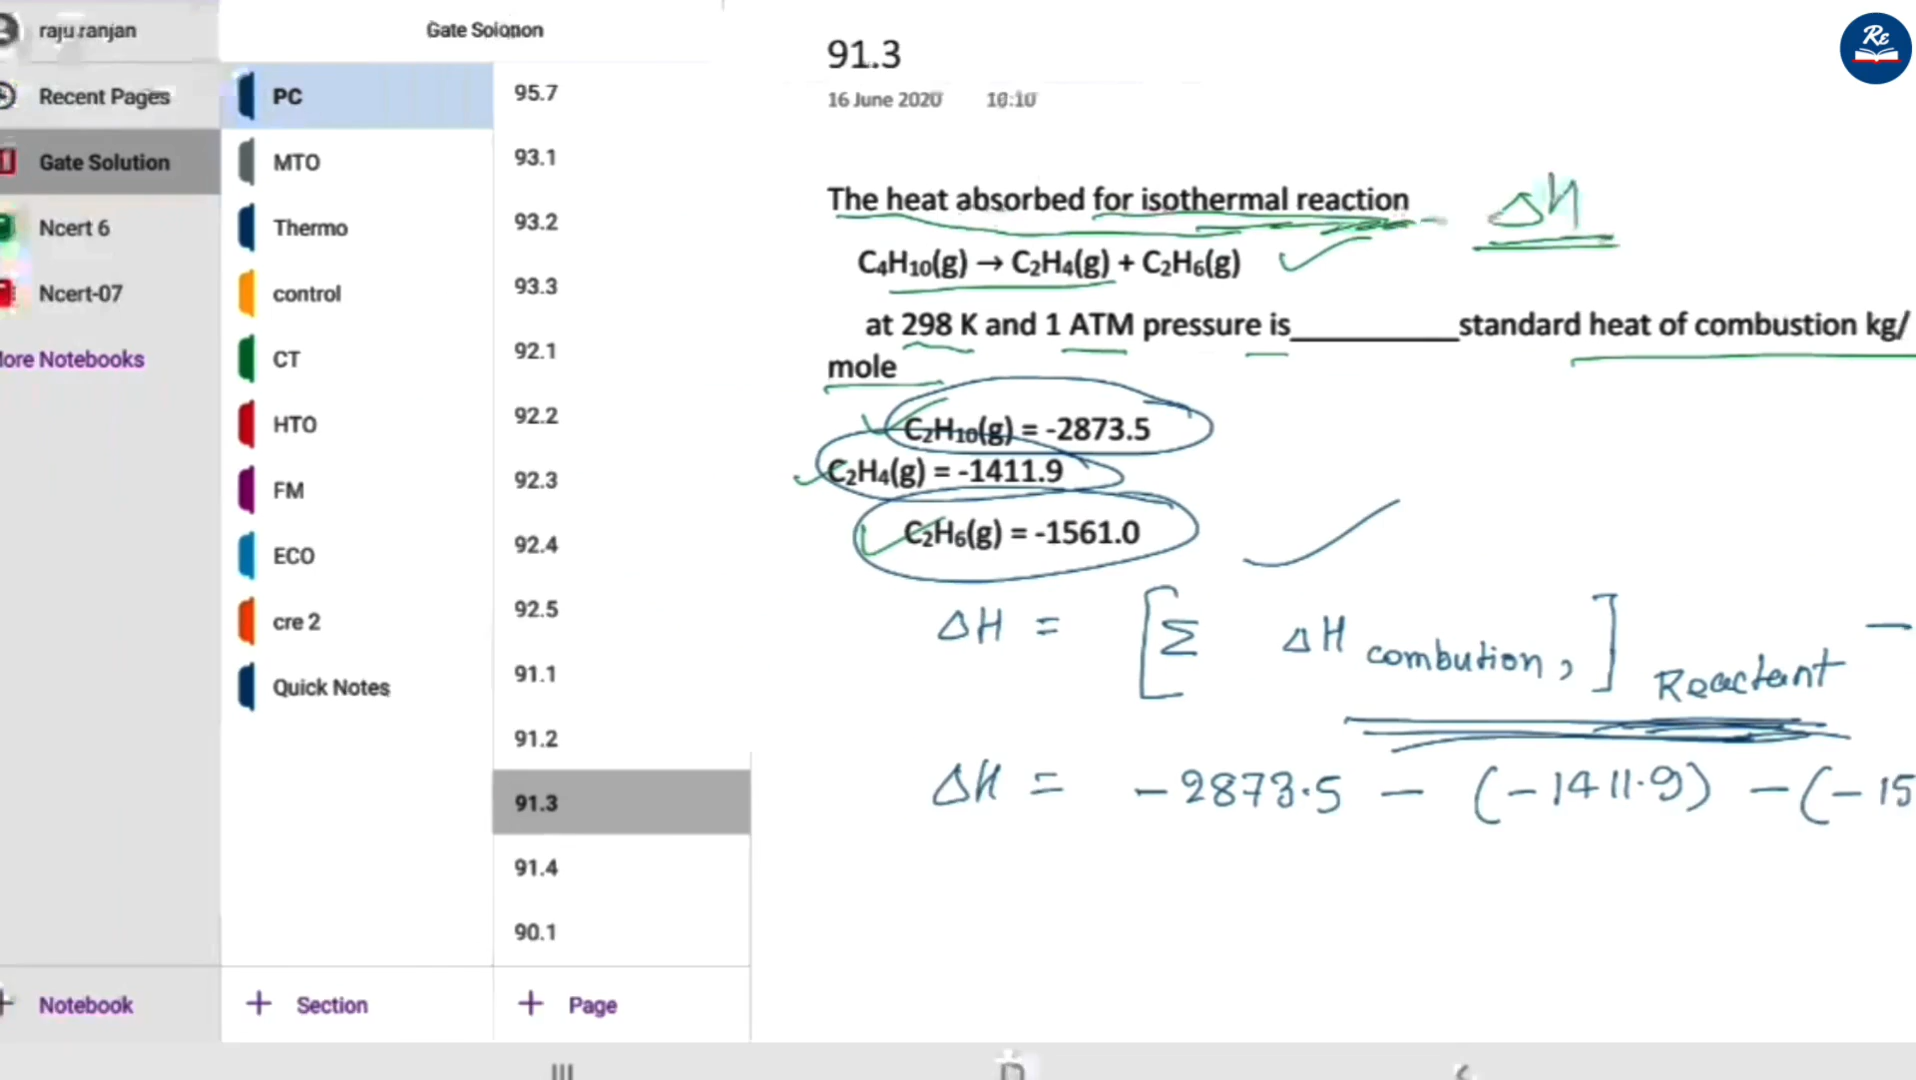 raju ranjan
Recent Pages
Gate Solution
Ncert 6
Ncert-07
ore Notebooks
Notebook
Gate Solonon
PC
MTO
Thermo
control
CT
HTO
FM
ECO
cre 2
Quick Notes
+ Section
95.7
93.1
93.2
93.3
92.1
92.2
92.3
92.4
92.5
91.1
91.2
91.3
91.4
90.1
+ Page
91.3
16 June 2020 10:10
Re
The heat absorbed for isothermal reaction ΔH
C4H10(g) → C2H4(g) + C2H6(g)
at 298 K and 1 ATM pressure is__________standard heat of combustion kg/
mole
C2H10(g) = -2873.5
C2H4(g) = -1411.9
C2H6(g) = -1561.0
ΔH = [Σ ΔH combution,] Reactant -
ΔH = -2873.5 - (-1411.9) - (-15